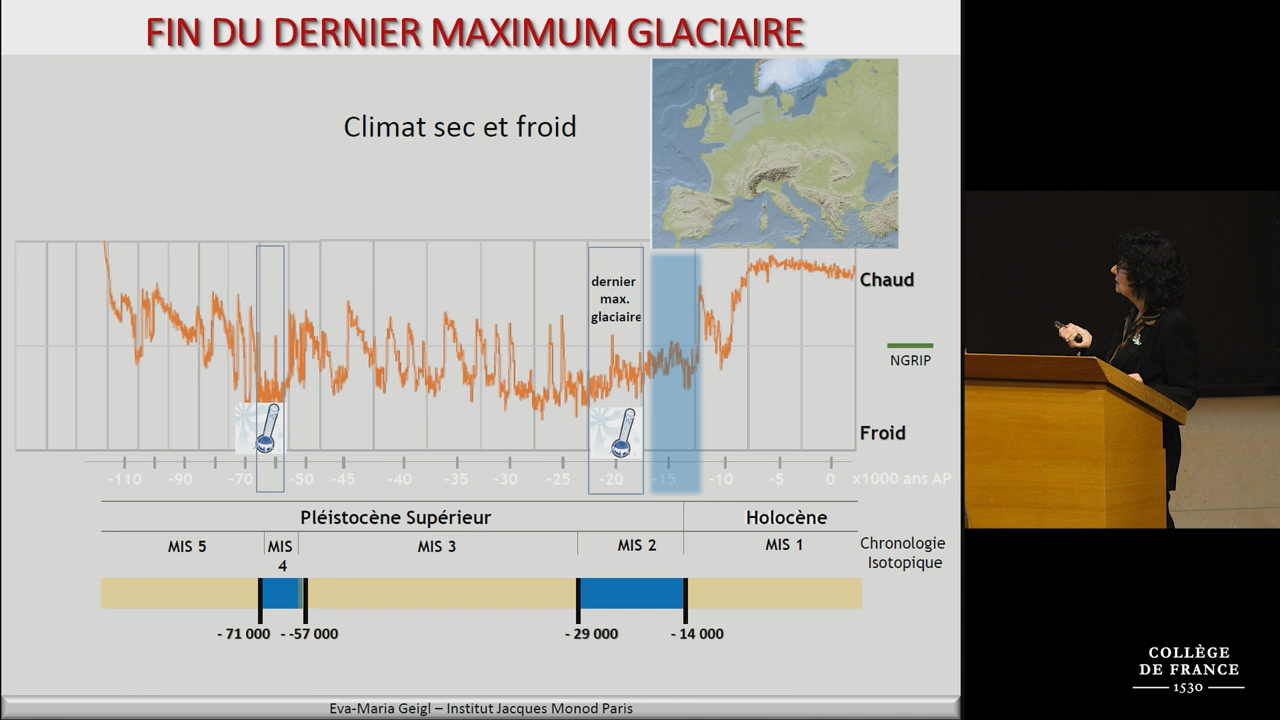 FIN DU DERNIER MAXIMUM GLACIAIRE
Climat sec et froid
dernier
max.
glaciaire
Chaud
NGRIP
Froid
-110 -90 -70 -50 -45 -40 -35 -30 -25 -20 -15 -10 -5 0 x1000 ans AP
Pléistocène Supérieur Holocène
MIS 5 MIS 4 MIS 3 MIS 2 MIS 1
Chronologie
Isotopique
- 71 000 - -57 000 - 29 000 - 14 000
Eva-Maria Geigl – Institut Jacques Monod Paris
COLLÈGE
DE FRANCE
1530